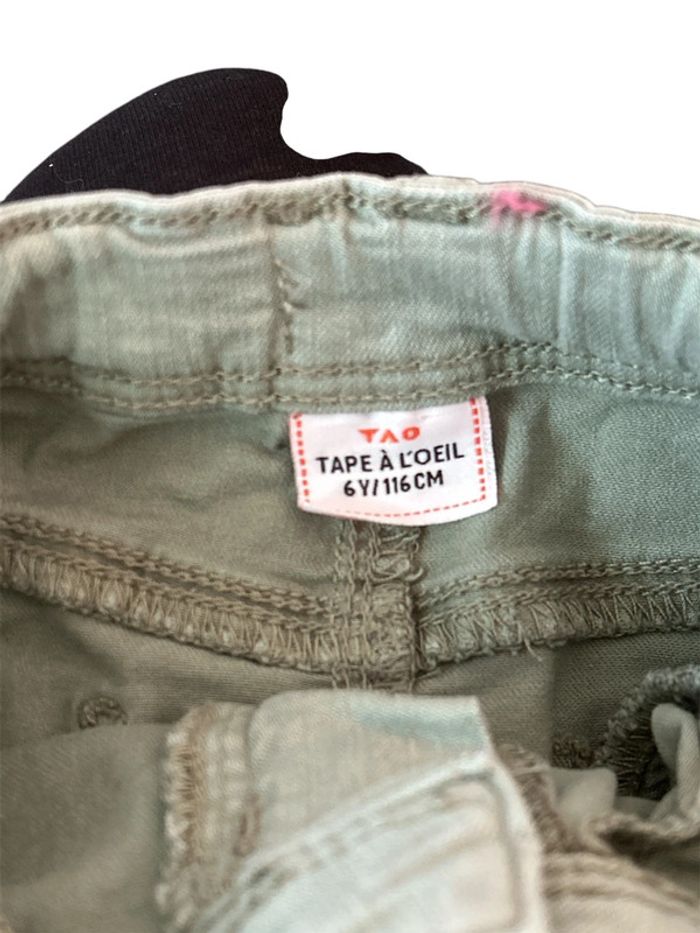 TAO
TAPE À L'OEIL
6Y/116CM